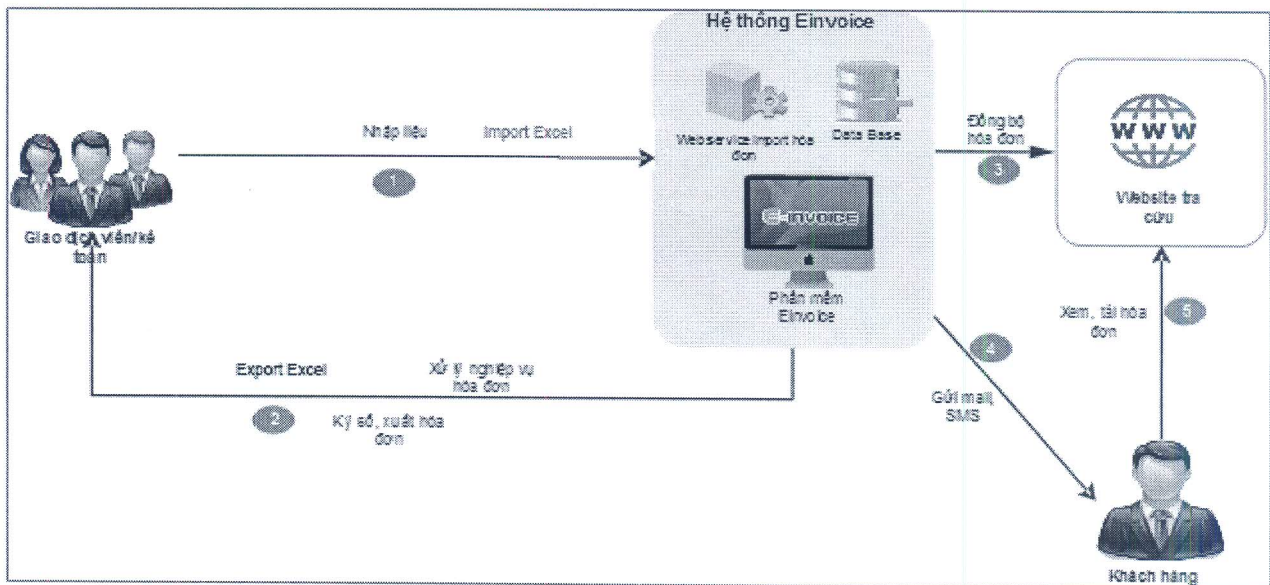 Hệ thống Einvoice
Webservice import hóa
đơn
Data Base
E-INVOICE
Phần mềm
Einvoice
Nhập liệu
Import Excel
1
Giao dịch viên/kế
toán
Đồng bộ
hóa đơn
3
WWW
Website tra
cứu
Export Excel
Xử lý nghiệp vụ
hóa đơn
2
Ký số, xuất hóa
đơn
4
Gửi mail,
SMS
Xem, tải hóa
đơn
5
Khách hàng